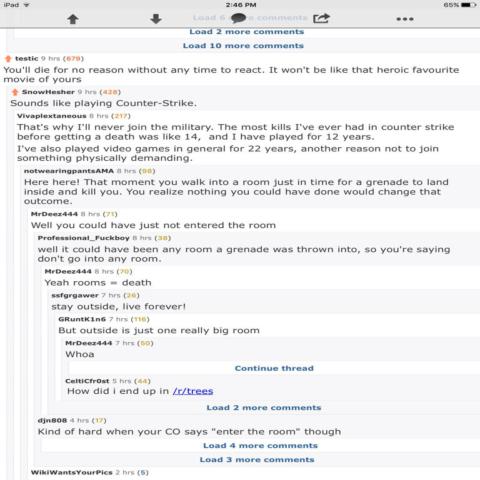 iPad
2:46 PM
65%
Load 6 more comments
Load 2 more comments
Load 10 more comments
testic 9 hrs (679)
You'll die for no reason without any time to react. It won't be like that heroic favourite
movie of yours
SnowHesher 9 hrs (428)
Sounds like playing Counter-Strike.
Vivaplextaneous 8 hrs (217)
That's why I'll never join the military. The most kills I've ever had in counter strike
before getting a death was like 14, and I have played for 12 years.
I've also played video games in general for 22 years, another reason not to join
something physically demanding.
notwearingpantsAMA 8 hrs (98)
Here here! That moment you walk into a room just in time for a grenade to land
inside and kill you. You realize nothing you could have done would change that
outcome.
MrDeez444 8 hrs (71)
Well you could have just not entered the room
Professional_Fuckboy 8 hrs (38)
well it could have been any room a grenade was thrown into, so you're saying
don't go into any room.
MrDeez444 8 hrs (70)
Yeah rooms = death
ssfgrgawer 7 hrs (26)
stay outside, live forever!
GRuntK1n6 7 hrs (116)
But outside is just one really big room
MrDeez444 7 hrs (50)
Whoa
Continue thread
CeltiCfr0st 5 hrs (44)
How did i end up in /r/trees
Load 2 more comments
djn808 4 hrs (17)
Kind of hard when your CO says "enter the room" though
Load 4 more comments
Load 3 more comments
WikiWantsYourPics 2 hrs (5)